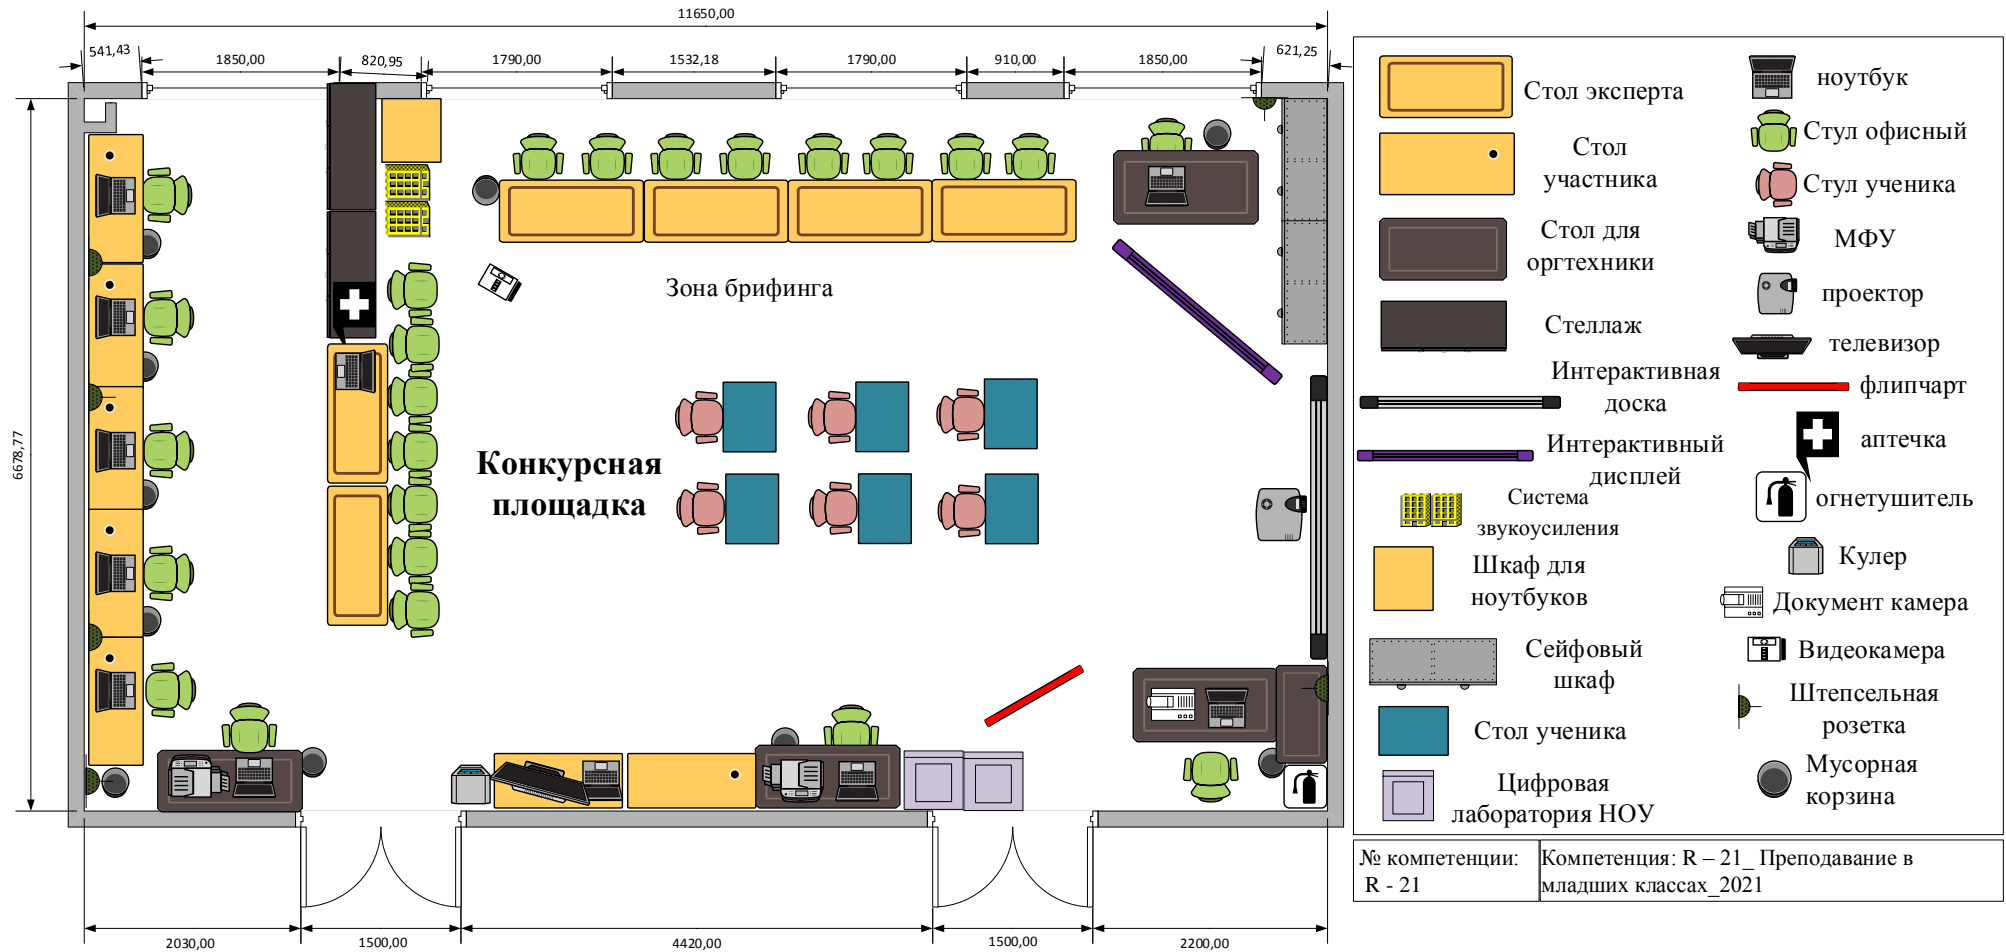 11650,00
541,43
1850,00
820,95
1790,00
1532,18
1790,00
910,00
1850,00
621,25
6678,77
Зона брифинга
Конкурсная
площадка
2030,00
1500,00
4420,00
1500,00
2200,00
Стол эксперта
Стол
участника
Стол для
оргтехники
Стеллаж
Интерактивная
доска
Интерактивный
дисплей
Система
звукоусиления
Шкаф для
ноутбуков
Сейфовый
шкаф
Стол ученика
Цифровая
лаборатория НОУ
ноутбук
Стул офисный
Стул ученика
МФУ
проектор
телевизор
флипчарт
аптечка
огнетушитель
Кулер
Документ камера
Видеокамера
Штепсельная
розетка
Мусорная
корзина
№ компетенции:
R - 21
Компетенция: R – 21_ Преподавание в
младших классах_2021